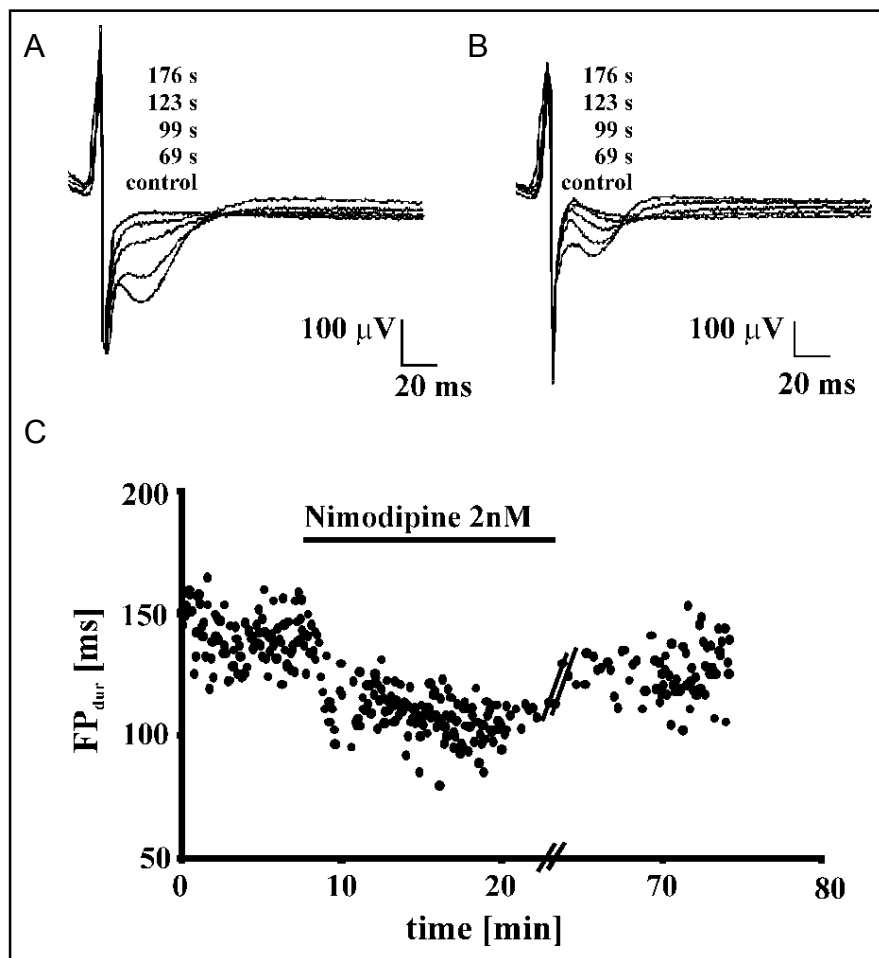 A
176 s
123 s
99 s
69 s
control
100 µV
20 ms
B
176 s
123 s
99 s
69 s
control
100 µV
20 ms
C
200
150
100
50
FPdur [ms]
Nimodipine 2nM
0
10
20
70
80
time [min]